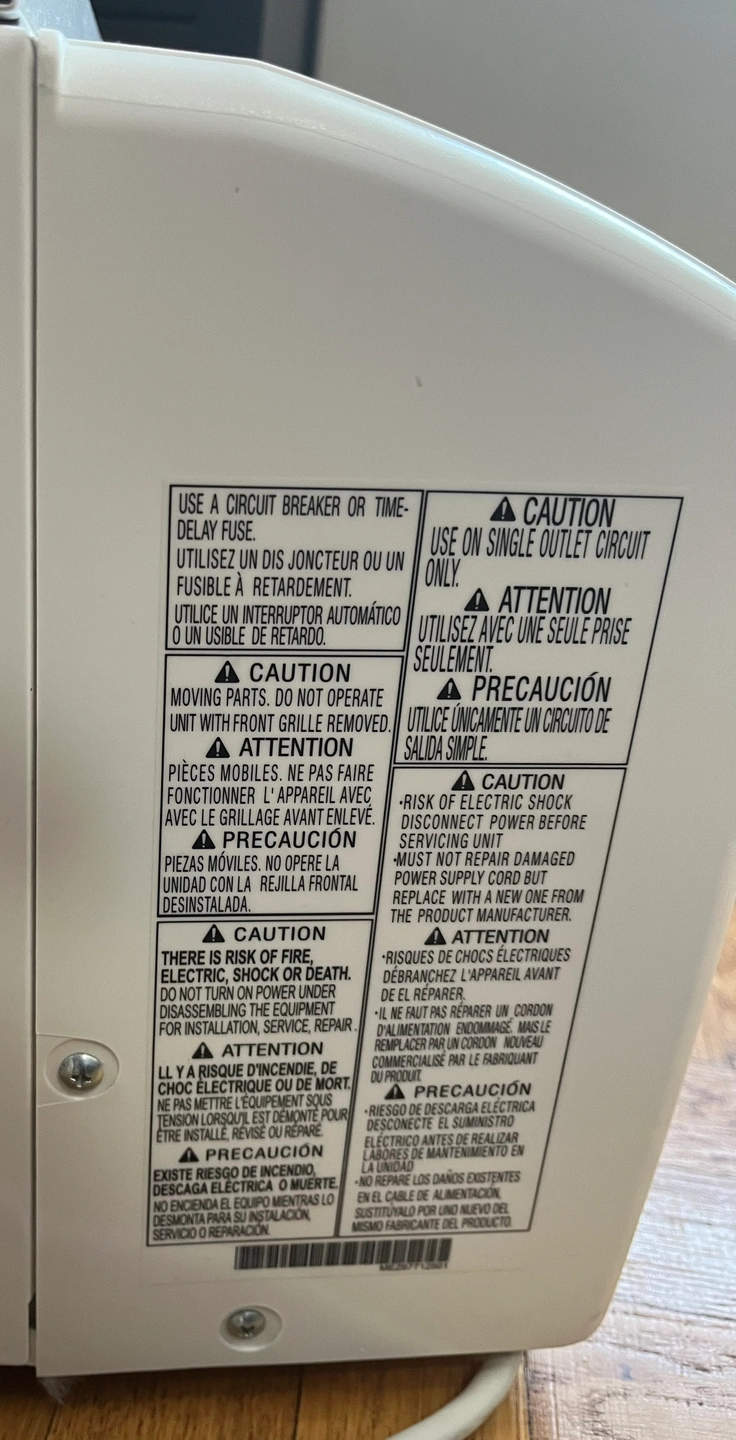 USE A CIRCUIT BREAKER OR TIME-
DELAY FUSE.
UTILISEZ UN DIS JONCTEUR OU UN
FUSIBLE À RETARDEMENT.
UTILICE UN INTERRUPTOR AUTOMÁTICO
O UN USIBLE DE RETARDO.
CAUTION
MOVING PARTS. DO NOT OPERATE
UNIT WITH FRONT GRILLE REMOVED.
ATTENTION
PIÈCES MOBILES. NE PAS FAIRE
FONCTIONNER L'APPAREIL AVEC
AVEC LE GRILLAGE AVANT ENLEVÉ.
PRECAUCIÓN
PIEZAS MÓVILES. NO OPERE LA
UNIDAD CON LA REJILLA FRONTAL
DESINSTALADA.
CAUTION
THERE IS RISK OF FIRE,
ELECTRIC, SHOCK OR DEATH.
DO NOT TURN ON POWER UNDER
DISASSEMBLING THE EQUIPMENT
FOR INSTALLATION, SERVICE, REPAIR.
ATTENTION
LL Y A RISQUE D'INCENDIE, DE
CHOC ÉLECTRIQUE OU DE MORT.
NE PAS METTRE L'ÉQUIPEMENT SOUS
TENSION LORSQU'IL EST DÉMONTÉ POUR
ÊTRE INSTALLÉ, RÉVISÉ OU RÉPARÉ.
PRECAUCIÓN
EXISTE RIESGO DE INCENDIO,
DESCAGA ELÉCTRICA O MUERTE.
NO ENCIENDA EL EQUIPO MIENTRAS LO
DESMONTA PARA SU INSTALACIÓN,
SERVICIO O REPARACIÓN.
CAUTION
USE ON SINGLE OUTLET CIRCUIT
ONLY.
ATTENTION
UTILISEZ AVEC UNE SEULE PRISE
SEULEMENT.
PRECAUCIÓN
UTILICE ÚNICAMENTE UN CIRCUITO DE
SALIDA SIMPLE.
CAUTION
•RISK OF ELECTRIC SHOCK
DISCONNECT POWER BEFORE
SERVICING UNIT
•MUST NOT REPAIR DAMAGED
POWER SUPPLY CORD BUT
REPLACE WITH A NEW ONE FROM
THE PRODUCT MANUFACTURER.
ATTENTION
•RISQUES DE CHOCS ÉLECTRIQUES
DÉBRANCHEZ L'APPAREIL AVANT
DE EL RÉPARER.
•IL NE FAUT PAS RÉPARER UN CORDON
D'ALIMENTATION ENDOMMAGÉ. MAIS LE
REMPLACER PAR UN CORDON NOUVEAU
COMMERCIALISÉ PAR LE FABRIQUANT
DU PRODUIT.
PRECAUCIÓN
•RIESGO DE DESCARGA ELÉCTRICA
DESCONECTE EL SUMINISTRO
ELÉCTRICO ANTES DE REALIZAR
LABORES DE MANTENIMIENTO EN
LA UNIDAD
•NO REPARE LOS DAÑOS EXISTENTES
EN EL CABLE DE ALIMENTACIÓN,
SUSTITÚYALO POR UNO NUEVO DEL
MISMO FABRICANTE DEL PRODUCTO.